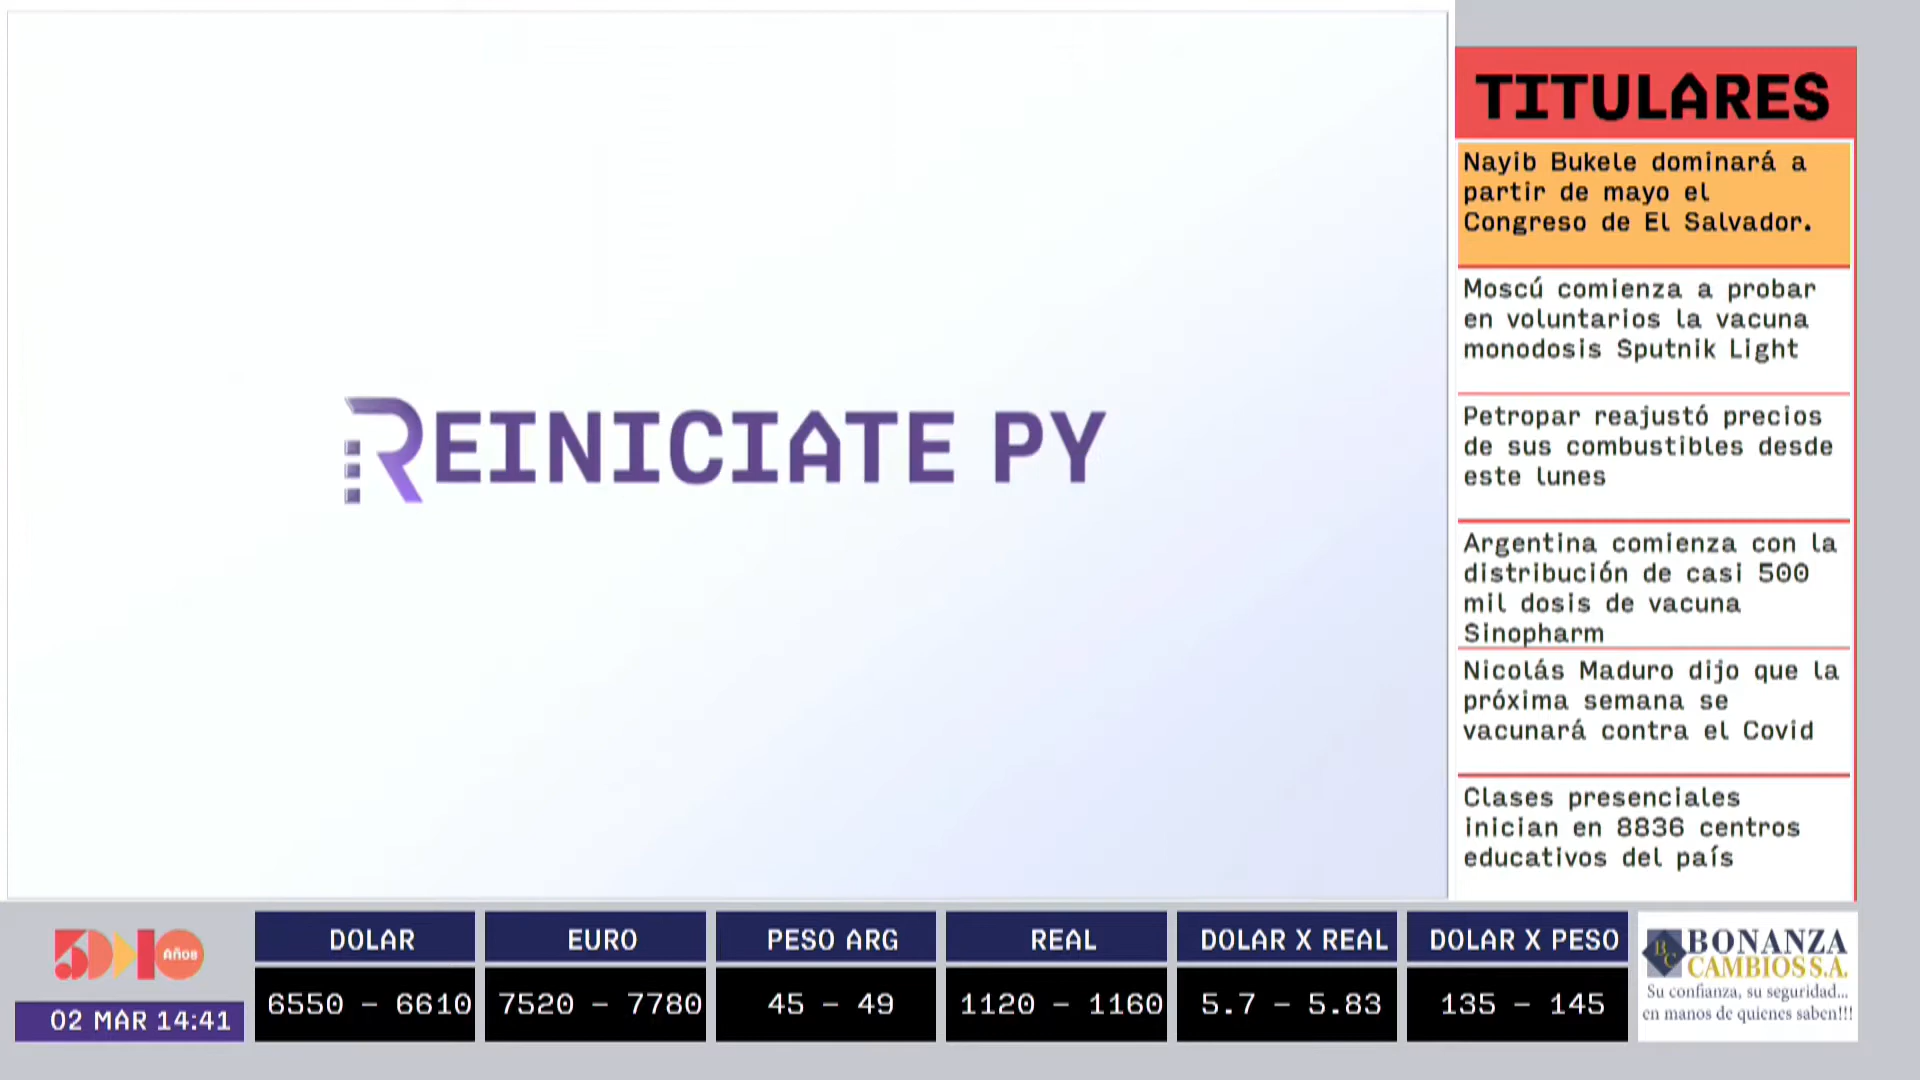 REINICIATE PY
TITULARES
Nayib Bukele dominará a
partir de mayo el
Congreso de El Salvador.
Moscú comienza a probar
en voluntarios la vacuna
monodosis Sputnik Light
Petropar reajustó precios
de sus combustibles desde
este lunes
Argentina comienza con la
distribución de casi 500
mil dosis de vacuna
Sinopharm
Nicolás Maduro dijo que la
próxima semana se
vacunará contra el Covid
Clases presenciales
inician en 8836 centros
educativos del país
Años
02 MAR 14:41
DOLAR
6550 - 6610
EURO
7520 - 7780
PESO ARG
45 - 49
REAL
1120 - 1160
DOLAR X REAL
5.7 - 5.83
DOLAR X PESO
135 - 145
BC
BONANZA
CAMBIOS S.A.
Su confianza, su seguridad...
en manos de quienes saben!!!